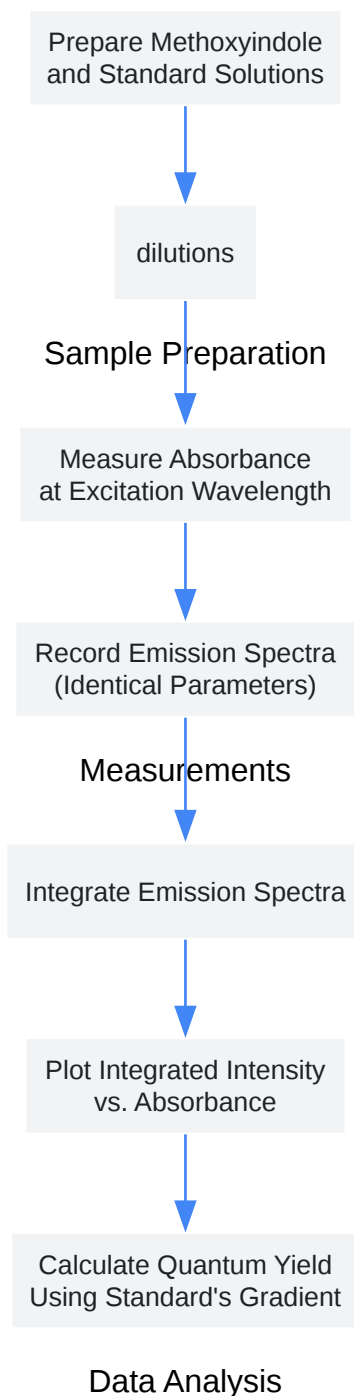 Prepare Methoxyindole
and Standard Solutions
dilutions
Sample Preparation
Measure Absorbance
at Excitation Wavelength
Record Emission Spectra
(Identical Parameters)
Measurements
Integrate Emission Spectra
Plot Integrated Intensity
vs. Absorbance
Calculate Quantum Yield
Using Standard's Gradient
Data Analysis